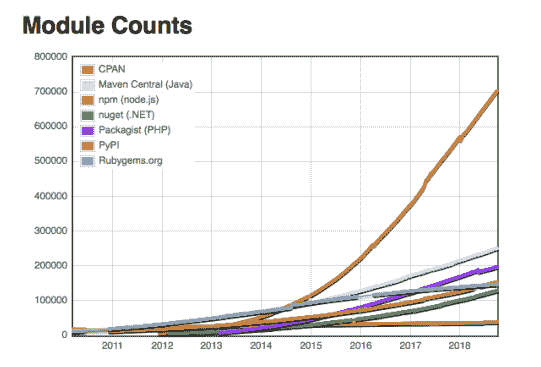 Module Counts
800000
700000
600000
500000
400000
300000
200000
100000
0
CPAN
Maven Central (Java)
npm (node.js)
nuget (.NET)
Packagist (PHP)
PyPI
Rubygems.org
2011 2012 2013 2014 2015 2016 2017 2018